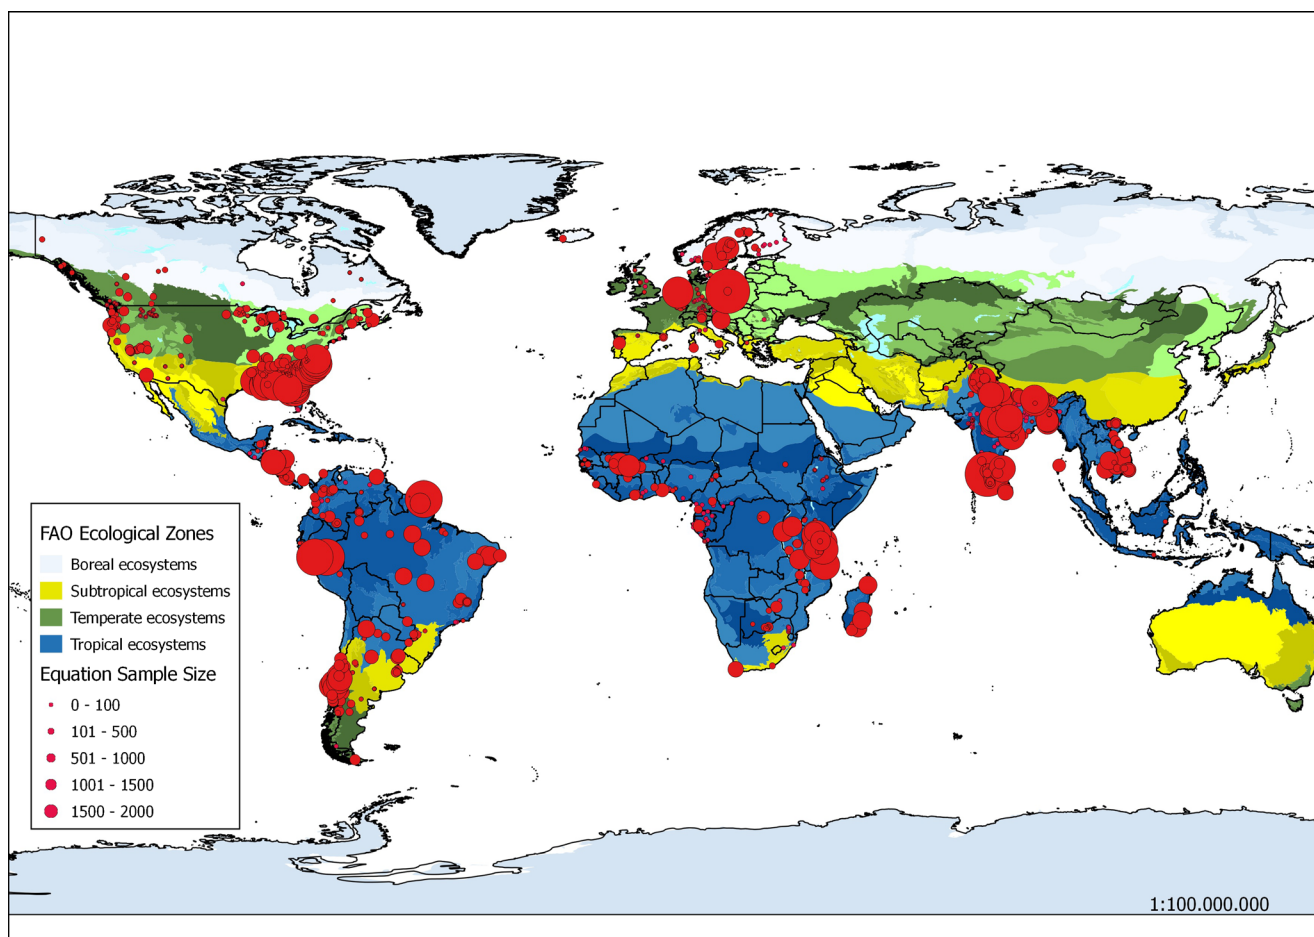 FAO Ecological Zones
Boreal ecosystems
Subtropical ecosystems
Temperate ecosystems
Tropical ecosystems
Equation Sample Size
0 - 100
101 - 500
501 - 1000
1001 - 1500
1500 - 2000
1:100.000.000